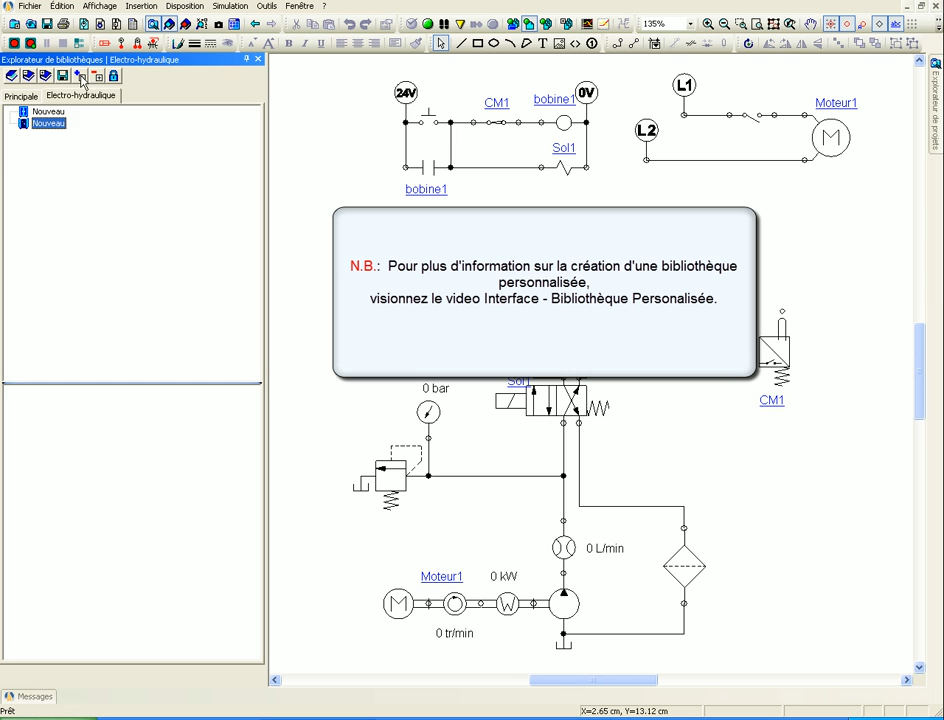 Fichier Édition Affichage Insertion Disposition Simulation Outils Fenêtre ?
135%
Explorateur de bibliothèques | Electro-hydraulique
Principale Electro-hydraulique
Nouveau
Nouveau
24V
CM1
bobine1
0V
L1
Moteur1
L2
M
Sol1
bobine1
N.B.: Pour plus d'information sur la création d'une bibliothèque
personnalisée,
visionnez le video Interface - Bibliothèque Personalisée.
Sol1
0 bar
CM1
0 L/min
Moteur1
0 kW
M
W
0 tr/min
Explorateur de projets
Messages
Prêt
X=2.65 cm, Y=13.12 cm